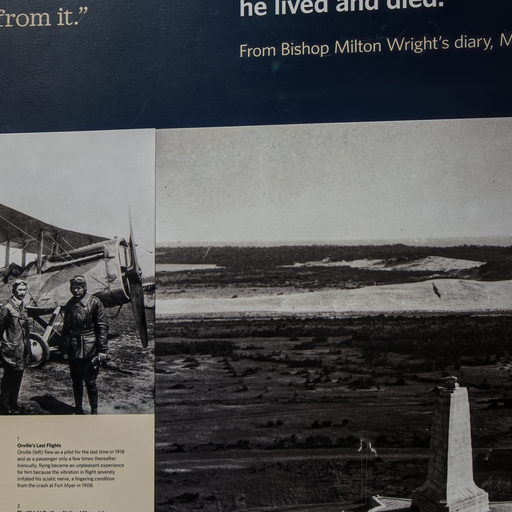 from it.”
he lived and died.
From Bishop Milton Wright’s diary, M
1
Orville’s Last Flights
Orville (left) flew as a pilot for the last time in 1918
and as a passenger only a few times thereafter.
Ironically, flying became an unpleasant experience
for him because the vibration in flight severely
irritated his sciatic nerve, a lingering condition
from the crash at Fort Myer in 1908.
2